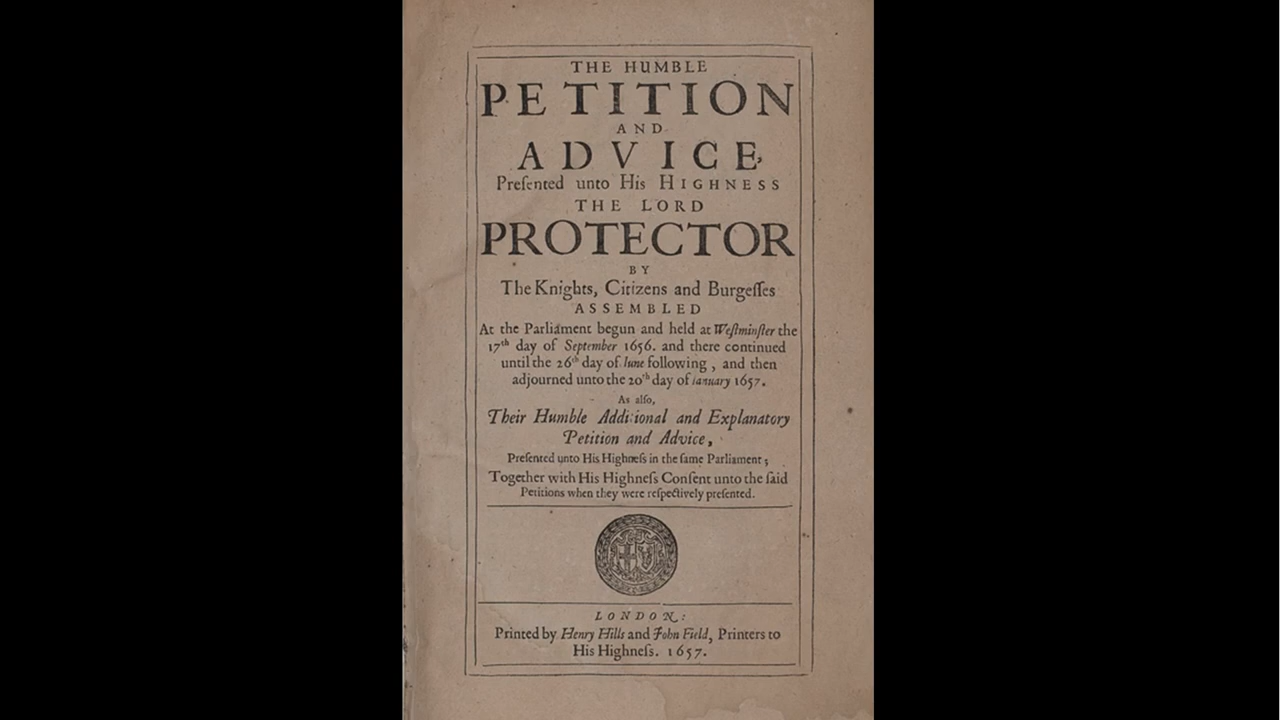 THE HUMBLE
PETITION
AND
ADVICE,
Preſented unto His HIGHNESS
THE LORD
PROTECTOR
BY
The Knights, Citizens and Burgeſſes
ASSEMBLED
At the Parliament begun and held at Weſtminſter the
17th day of September 1656. and there continued
until the 26th day of Iune following, and then
adjourned unto the 20th day of Ianuary 1657.
As alſo,
Their Humble Additional and Explanatory
Petition and Advice,
Preſented unto His Highneſs in the ſame Parliament;
Together with His Highneſs Conſent unto the ſaid
Petitions when they were reſpectively preſented.
LONDON:
Printed by Henry Hills and John Field, Printers to
His Highneſs. 1657.